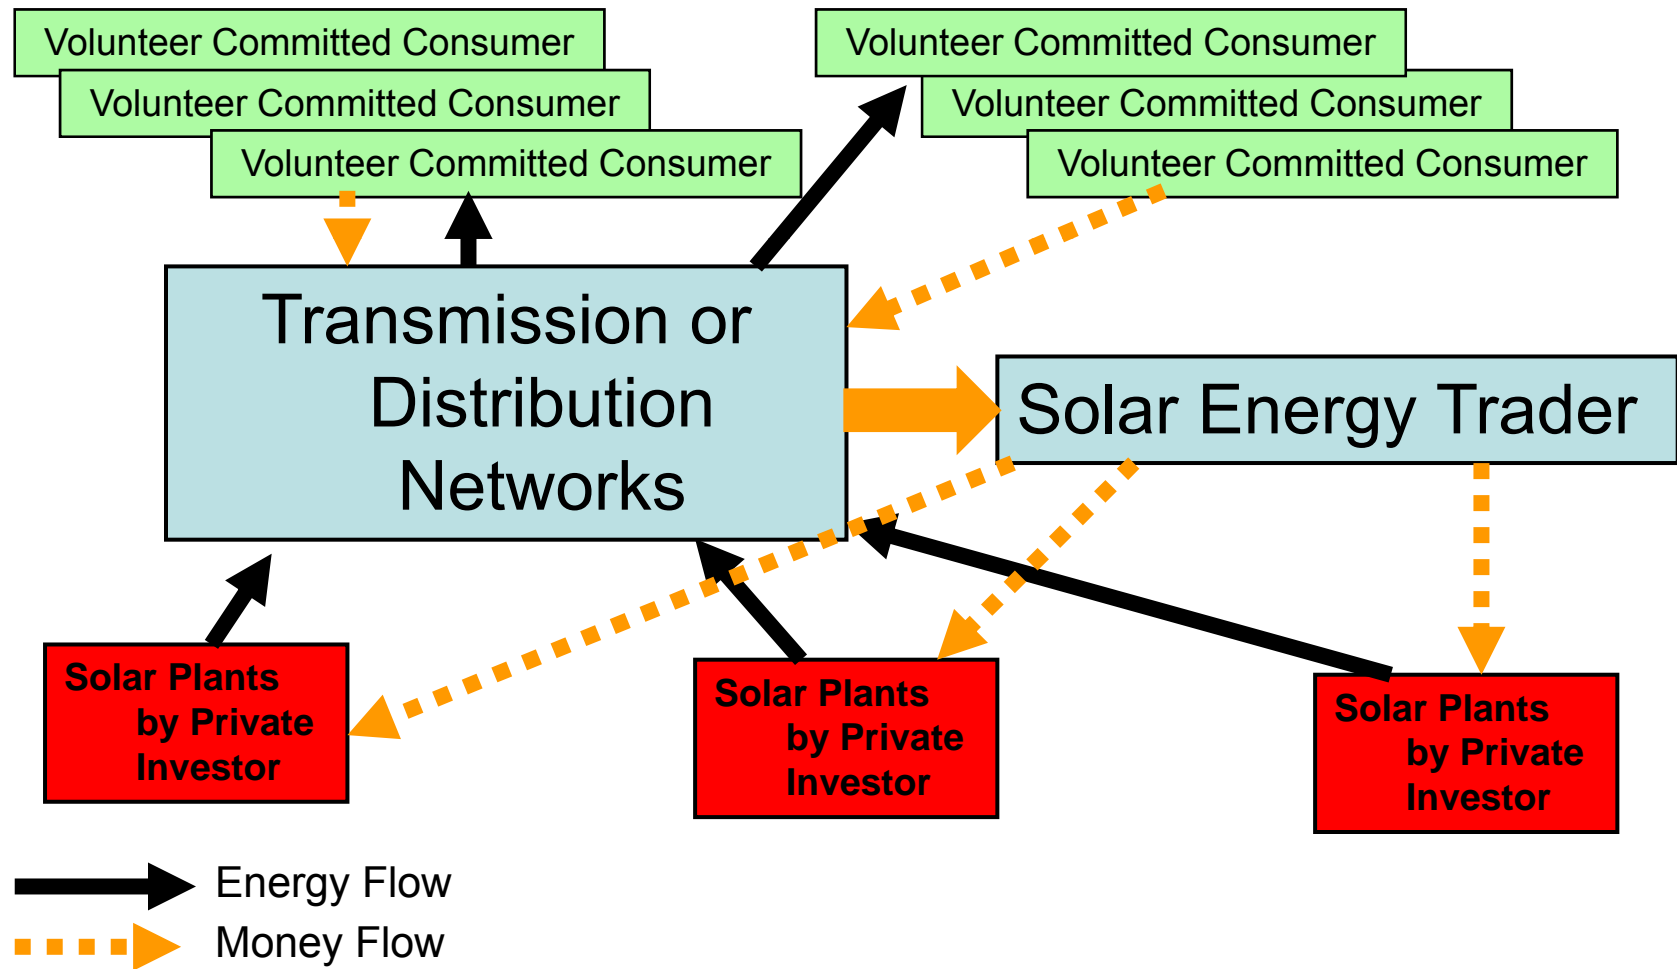 Volunteer Committed Consumer
Volunteer Committed Consumer
Volunteer Committed Consumer
Volunteer Committed Consumer
Volunteer Committed Consumer
Volunteer Committed Consumer
Transmission or
Distribution
Networks
Solar Energy Trader
Solar Plants
by Private
Investor
Solar Plants
by Private
Investor
Solar Plants
by Private
Investor
Energy Flow
Money Flow